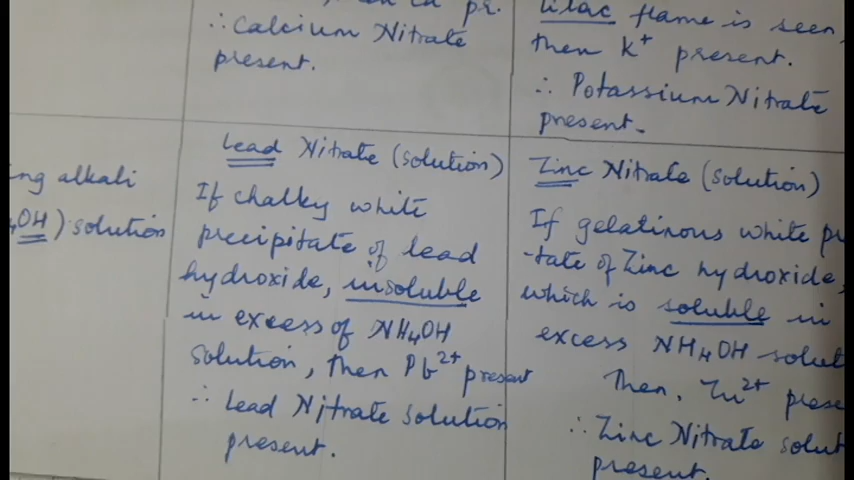 ∴ Calcium Nitrate
present.
lilac flame is seen,
then K⁺ present.
∴ Potassium Nitrate
present.
ing alkali
₄OH) solution
Lead Nitrate (solution)
If chalky white
precipitate of lead
hydroxide, insoluble
in excess of NH₄OH
solution, then Pb²⁺ present
∴ Lead Nitrate solution
present.
Zinc Nitrate (solution)
If gelatinous white pr
-tate of Zinc hydroxide,
which is soluble in
excess NH₄OH solut
Then, Zn²⁺ prese
∴ Zinc Nitrate solut
present.